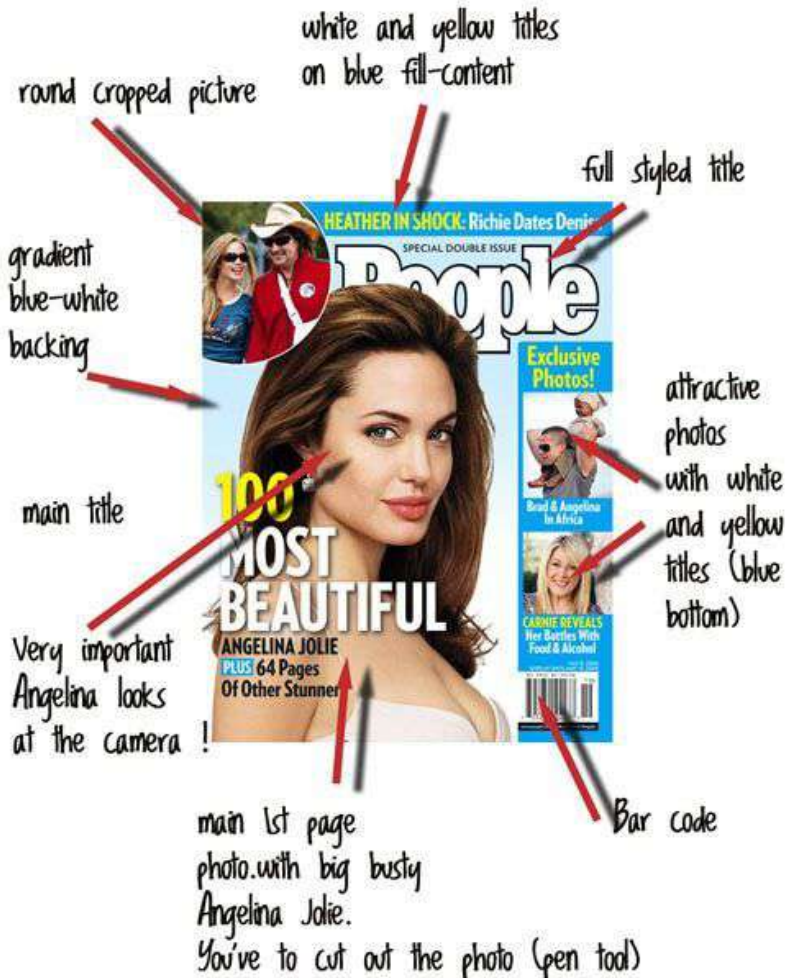 white and yellow titles
on blue fill-content
round cropped picture
full styled title
HEATHER IN SHOCK: Richie Dates Denise
SPECIAL DOUBLE ISSUE
People
gradient
blue-white
backing
Exclusive
Photos!
attractive
photos
with white
and yellow
titles (blue
bottom)
Brad & Angelina
In Africa
main title
100
MOST
BEAUTIFUL
ANGELINA JOLIE
PLUS 64 Pages
Of Other Stunner
CARNIE REVEALS
Her Battles With
Food & Alcohol
Very important
Angelina looks
at the camera !
Bar code
main 1st page
photo.with big busty
Angelina Jolie.
You've to cut out the photo (pen tool)